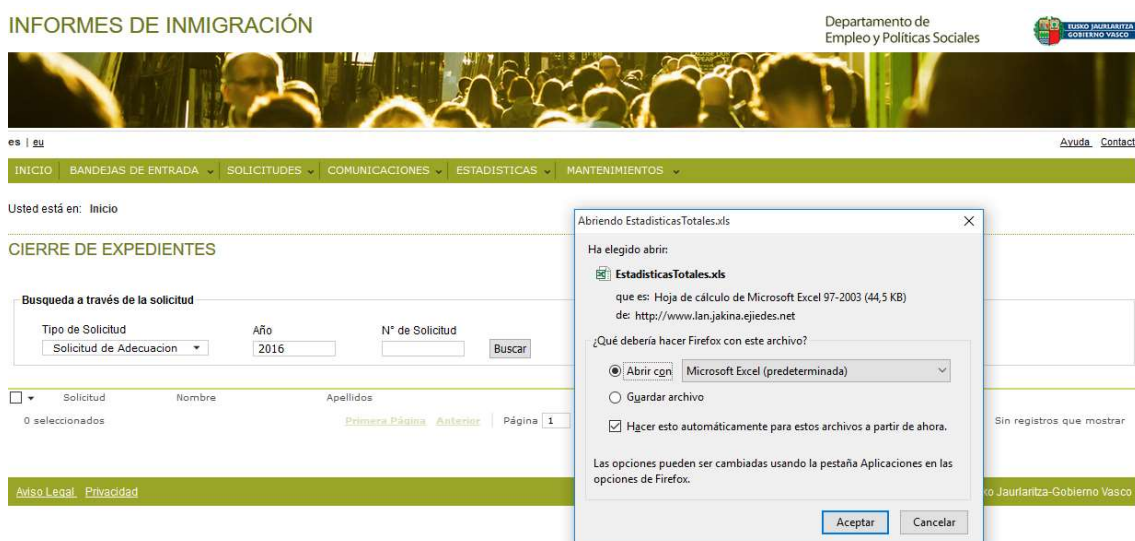 INFORMES DE INMIGRACIÓN
Departamento de
Empleo y Políticas Sociales
EUSKO JAURLARITZA
GOBIERNO VASCO
es | eu
Ayuda Contact
INICIO BANDEJAS DE ENTRADA SOLICITUDES COMUNICACIONES ESTADISTICAS MANTENIMIENTOS
Usted está en: Inicio
CIERRE DE EXPEDIENTES
Busqueda a través de la solicitud
Tipo de Solicitud Año N° de Solicitud
Solicitud de Adecuacion 2016 Buscar
Solicitud Nombre Apellidos
0 seleccionados Primera Página Anterior Página 1 Sin registros que mostrar
Aviso Legal Privacidad
ko Jaurlaritza-Gobierno Vasco
Abriendo EstadisticasTotales.xls
Ha elegido abrir:
EstadisticasTotales.xls
que es: Hoja de cálculo de Microsoft Excel 97-2003 (44,5 KB)
de: http://www.lan.jakina.ejiedes.net
¿Qué debería hacer Firefox con este archivo?
Abrir con Microsoft Excel (predeterminada)
Guardar archivo
Hacer esto automáticamente para estos archivos a partir de ahora.
Las opciones pueden ser cambiadas usando la pestaña Aplicaciones en las
opciones de Firefox.
Aceptar Cancelar